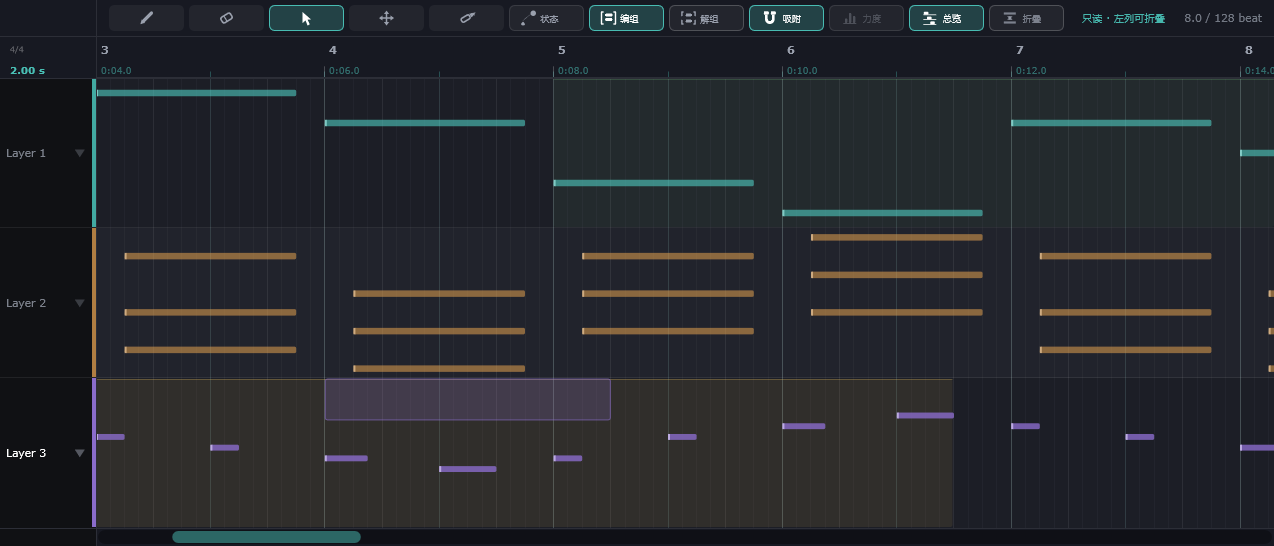 状态 编组 解组 吸附 力度 总览 折叠 只读·左列可折叠 8.0 / 128 beat
4/4 3 4 5 6 7 8
2.00 s 0:04.0 0:06.0 0:08.0 0:10.0 0:12.0 0:14.0
Layer 1
Layer 2
Layer 3